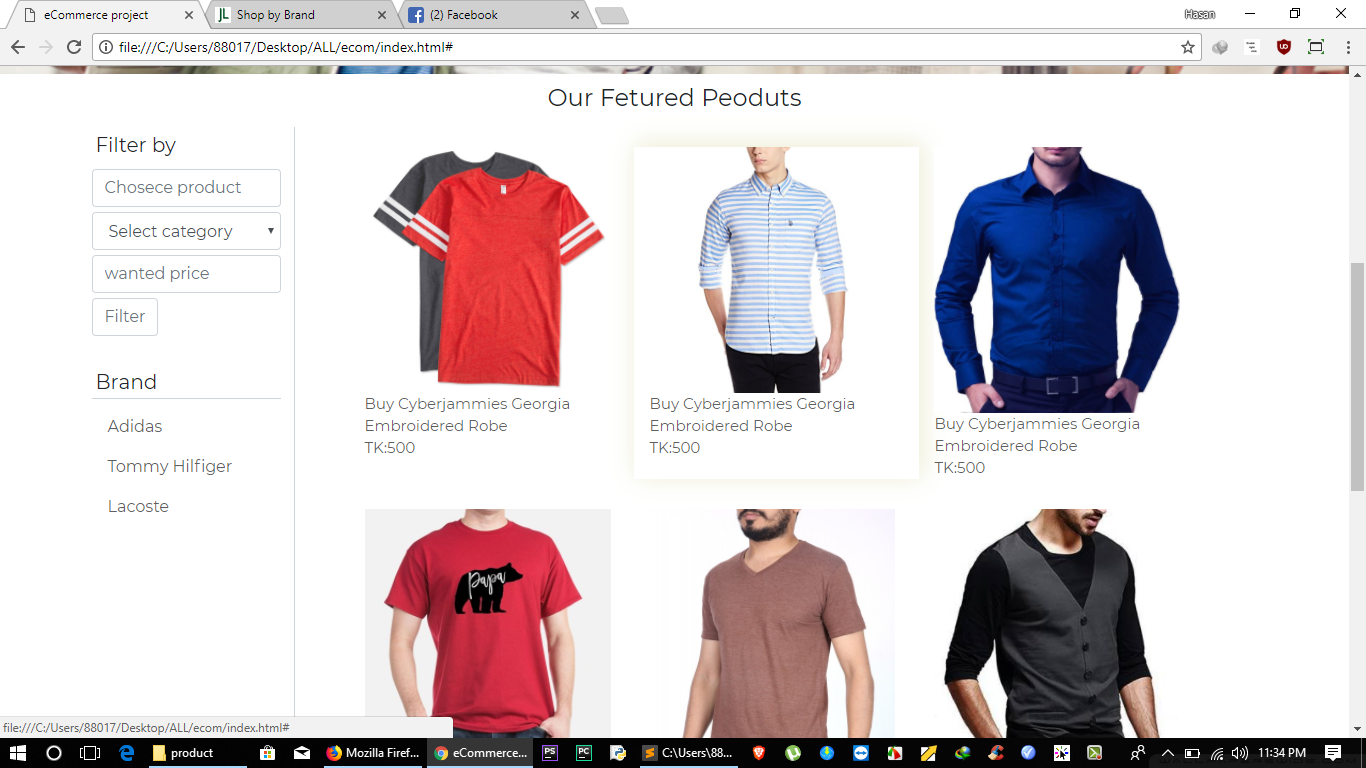 eCommerce project
JL Shop by Brand
(2) Facebook
Hasan
file:///C:/Users/88017/Desktop/ALL/ecom/index.html#
Our Fetured Peoduts
Filter by
Chosece product
Select category
wanted price
Filter
Brand
Adidas
Tommy Hilfiger
Lacoste
Buy Cyberjammies Georgia
Embroidered Robe
TK:500
Buy Cyberjammies Georgia
Embroidered Robe
TK:500
Buy Cyberjammies Georgia
Embroidered Robe
TK:500
Papa
file:///C:/Users/88017/Desktop/ALL/ecom/index.html#
product
Mozilla Firef...
eCommerce...
PS
PC
C:\Users\88...
11:34 PM